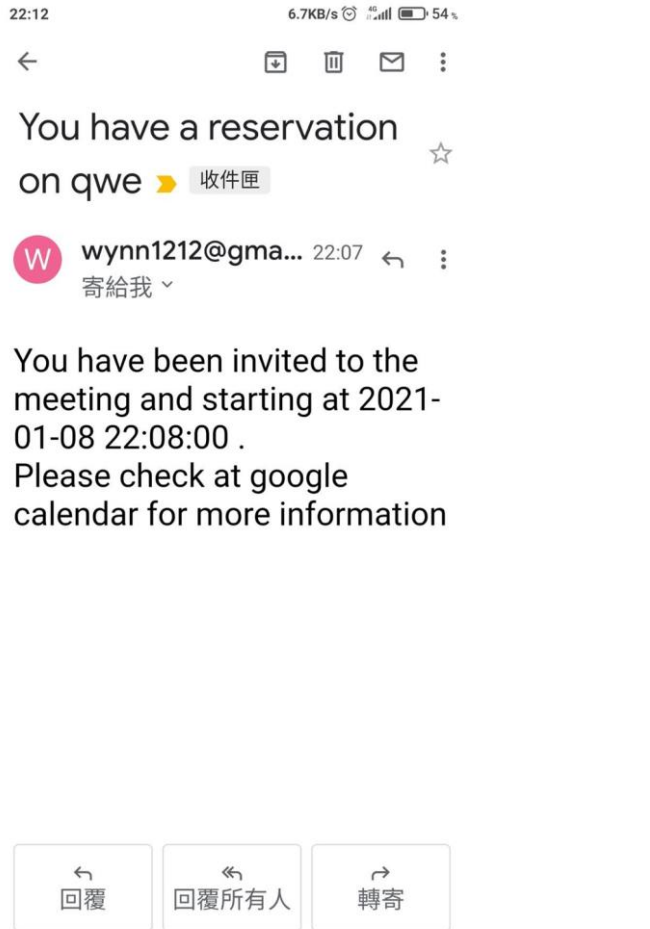 22:12
6.7KB/s 4G 54%
You have a reservation
on qwe 收件匣
W
wynn1212@gma... 22:07
寄給我
You have been invited to the
meeting and starting at 2021-
01-08 22:08:00 .
Please check at google
calendar for more information
回覆
回覆所有人
轉寄